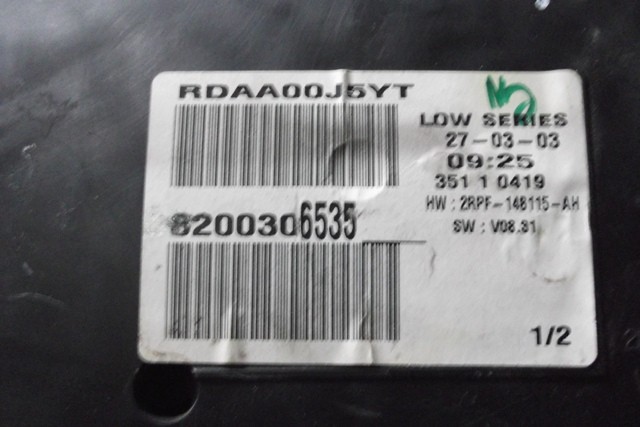 RDAA00J5YT
LOW SERIES
27-03-03
09:25
351 1 0419
HW : 2RPF-148115-AH
SW : V08.31
8200306535
1/2